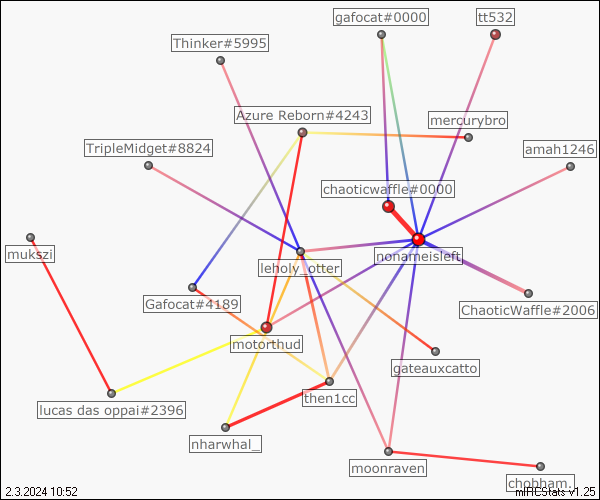 gafocat#0000
tt532
Thinker#5995
Azure Reborn#4243
mercurybro
TripleMidget#8824
amah1246
chaoticwaffle#0000
mukszi
nonameisleft
leholy_otter
Gafocat#4189
ChaoticWaffle#2006
motorthud
gateauxcatto
then1cc
lucas das oppai#2396
nharwhal_
moonraven
chobham.
2.3.2024 10:52
mIRCStats v1.25